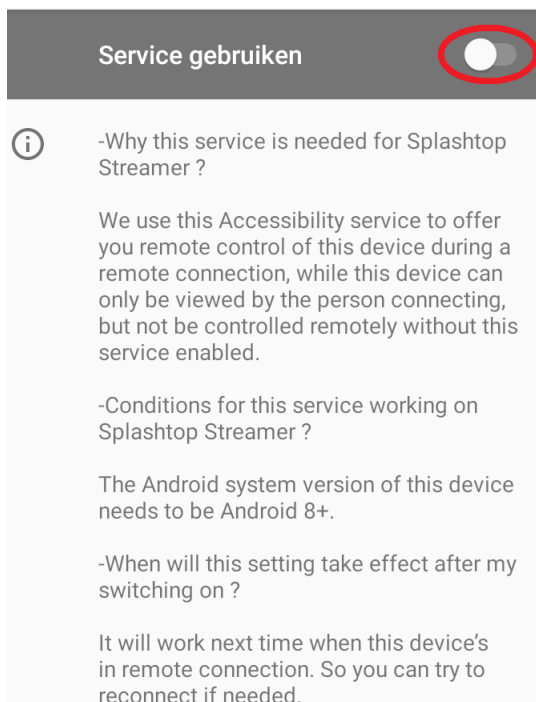 Service gebruiken
-Why this service is needed for Splashtop
Streamer ?
We use this Accessibility service to offer
you remote control of this device during a
remote connection, while this device can
only be viewed by the person connecting,
but not be controlled remotely without this
service enabled.
-Conditions for this service working on
Splashtop Streamer ?
The Android system version of this device
needs to be Android 8+.
-When will this setting take effect after my
switching on ?
It will work next time when this device’s
in remote connection. So you can try to
reconnect if needed.